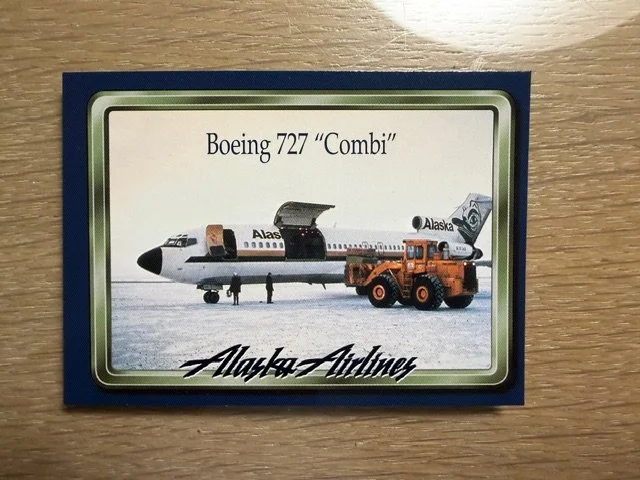 Boeing 727 “Combi”
Alaska
Alaska
Alaska Airlines